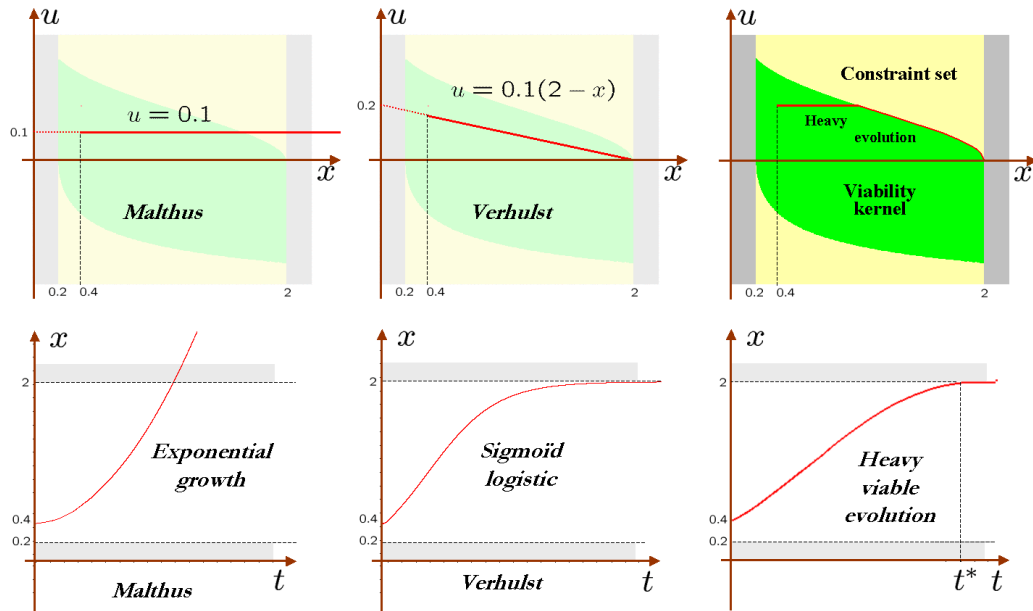 u
u = 0.1
0.1
x
Malthus
0.2
0.4
2
u
u = 0.1(2 − x)
0.2
x
Verhulst
0.2
0.4
2
u
Constraint set
Heavy
evolution
x
Viability
kernel
0.2
0.4
2
x
2
Exponential
growth
0.4
0.2
t
Malthus
x
2
Sigmoïd
logistic
0.4
0.2
t
Verhulst
x
2
Heavy
viable
evolution
0.4
0.2
t*
t